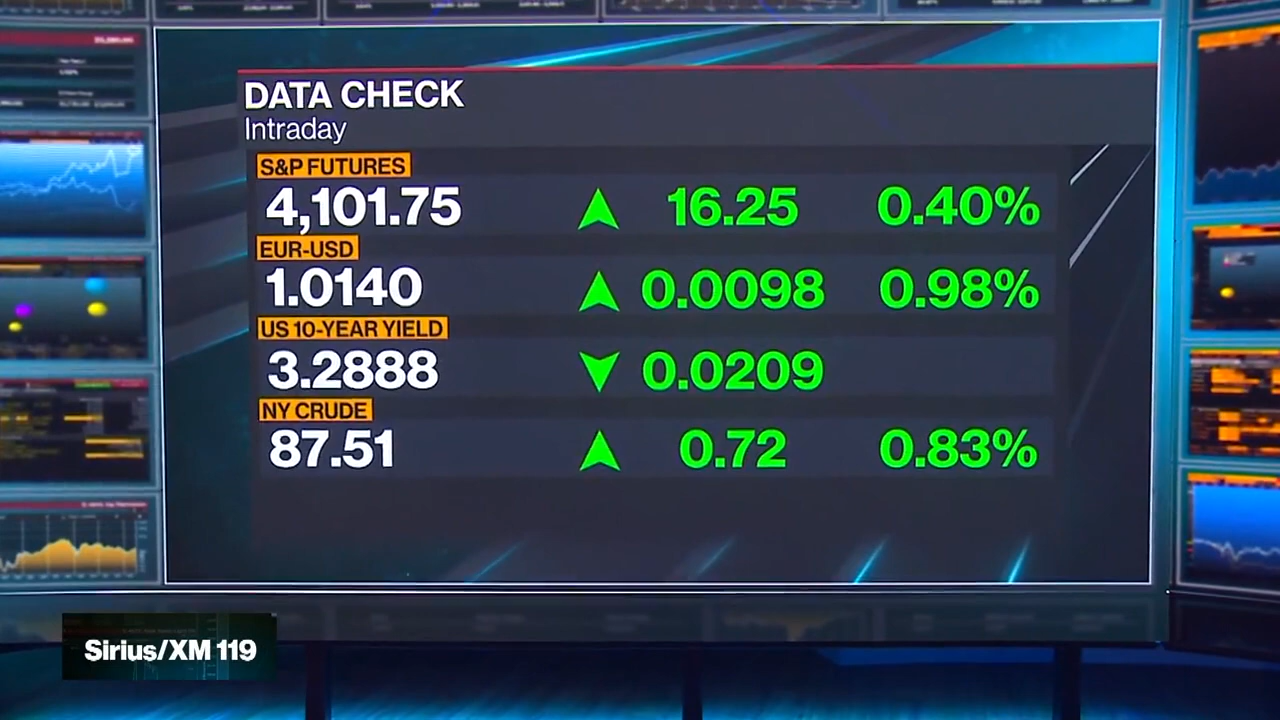 DATA CHECK
Intraday
S&P FUTURES
4,101.75 ▲ 16.25 0.40%
EUR-USD
1.0140 ▲ 0.0098 0.98%
US 10-YEAR YIELD
3.2888 ▼ 0.0209
NY CRUDE
87.51 ▲ 0.72 0.83%
Sirius/XM 119